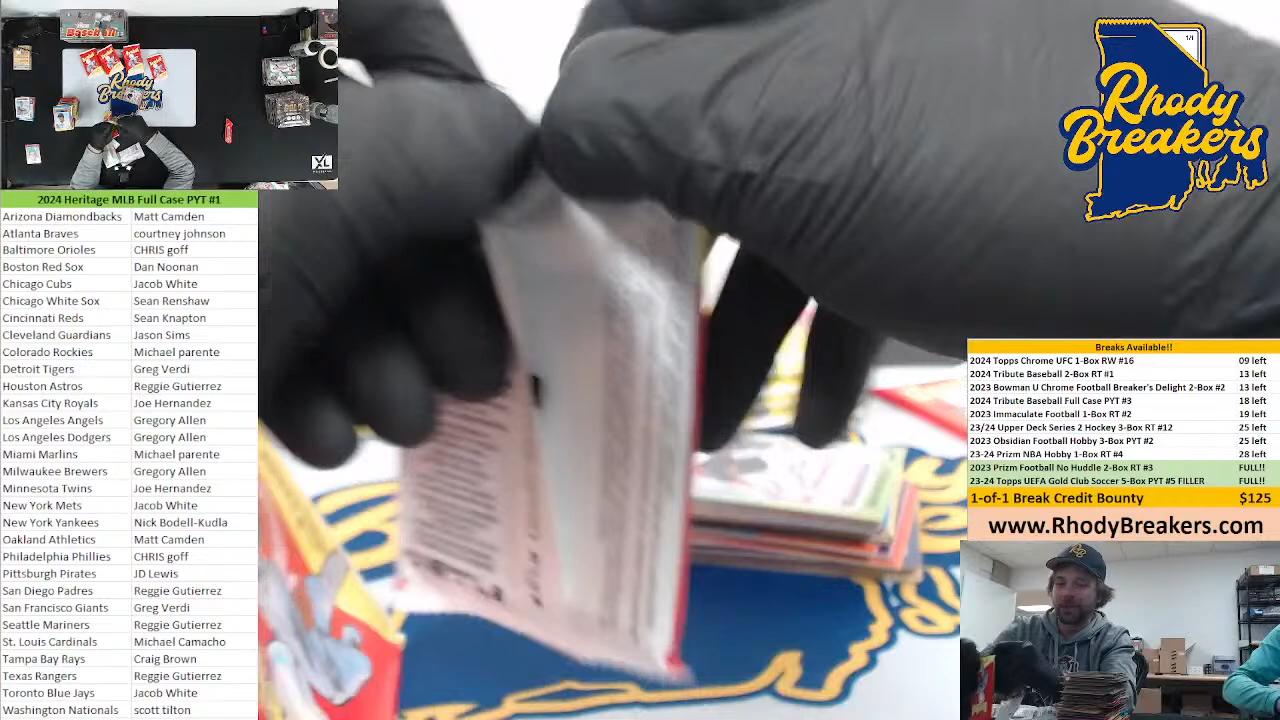 Baseball
Rhody
Breakers
XL
1/1
Rhody
Breakers
2024 Heritage MLB Full Case PYT #1
Arizona Diamondbacks Matt Camden
Atlanta Braves courtney johnson
Baltimore Orioles CHRIS goff
Boston Red Sox Dan Noonan
Chicago Cubs Jacob White
Chicago White Sox Sean Renshaw
Cincinnati Reds Sean Knapton
Cleveland Guardians Jason Sims
Colorado Rockies Michael parente
Detroit Tigers Greg Verdi
Houston Astros Reggie Gutierrez
Kansas City Royals Joe Hernandez
Los Angeles Angels Gregory Allen
Los Angeles Dodgers Gregory Allen
Miami Marlins Michael parente
Milwaukee Brewers Gregory Allen
Minnesota Twins Joe Hernandez
New York Mets Jacob White
New York Yankees Nick Bodell-Kudla
Oakland Athletics Matt Camden
Philadelphia Phillies CHRIS goff
Pittsburgh Pirates JD Lewis
San Diego Padres Reggie Gutierrez
San Francisco Giants Greg Verdi
Seattle Mariners Reggie Gutierrez
St. Louis Cardinals Michael Camacho
Tampa Bay Rays Craig Brown
Texas Rangers Reggie Gutierrez
Toronto Blue Jays Jacob White
Washington Nationals scott tilton
Breaks Available!!
2024 Topps Chrome UFC 1-Box RW #16 09 left
2024 Tribute Baseball 2-Box RT #1 13 left
2023 Bowman U Chrome Football Breaker's Delight 2-Box #2 13 left
2024 Tribute Baseball Full Case PYT #3 18 left
2023 Immaculate Football 1-Box RT #2 19 left
23/24 Upper Deck Series 2 Hockey 3-Box RT #12 25 left
2023 Obsidian Football Hobby 3-Box PYT #2 25 left
23-24 Prizm NBA Hobby 1-Box RT #4 28 left
2023 Prizm Football No Huddle 2-Box RT #3 FULL!!
23-24 Topps UEFA Gold Club Soccer 5-Box PYT #5 FILLER FULL!!
1-of-1 Break Credit Bounty $125
www.RhodyBreakers.com